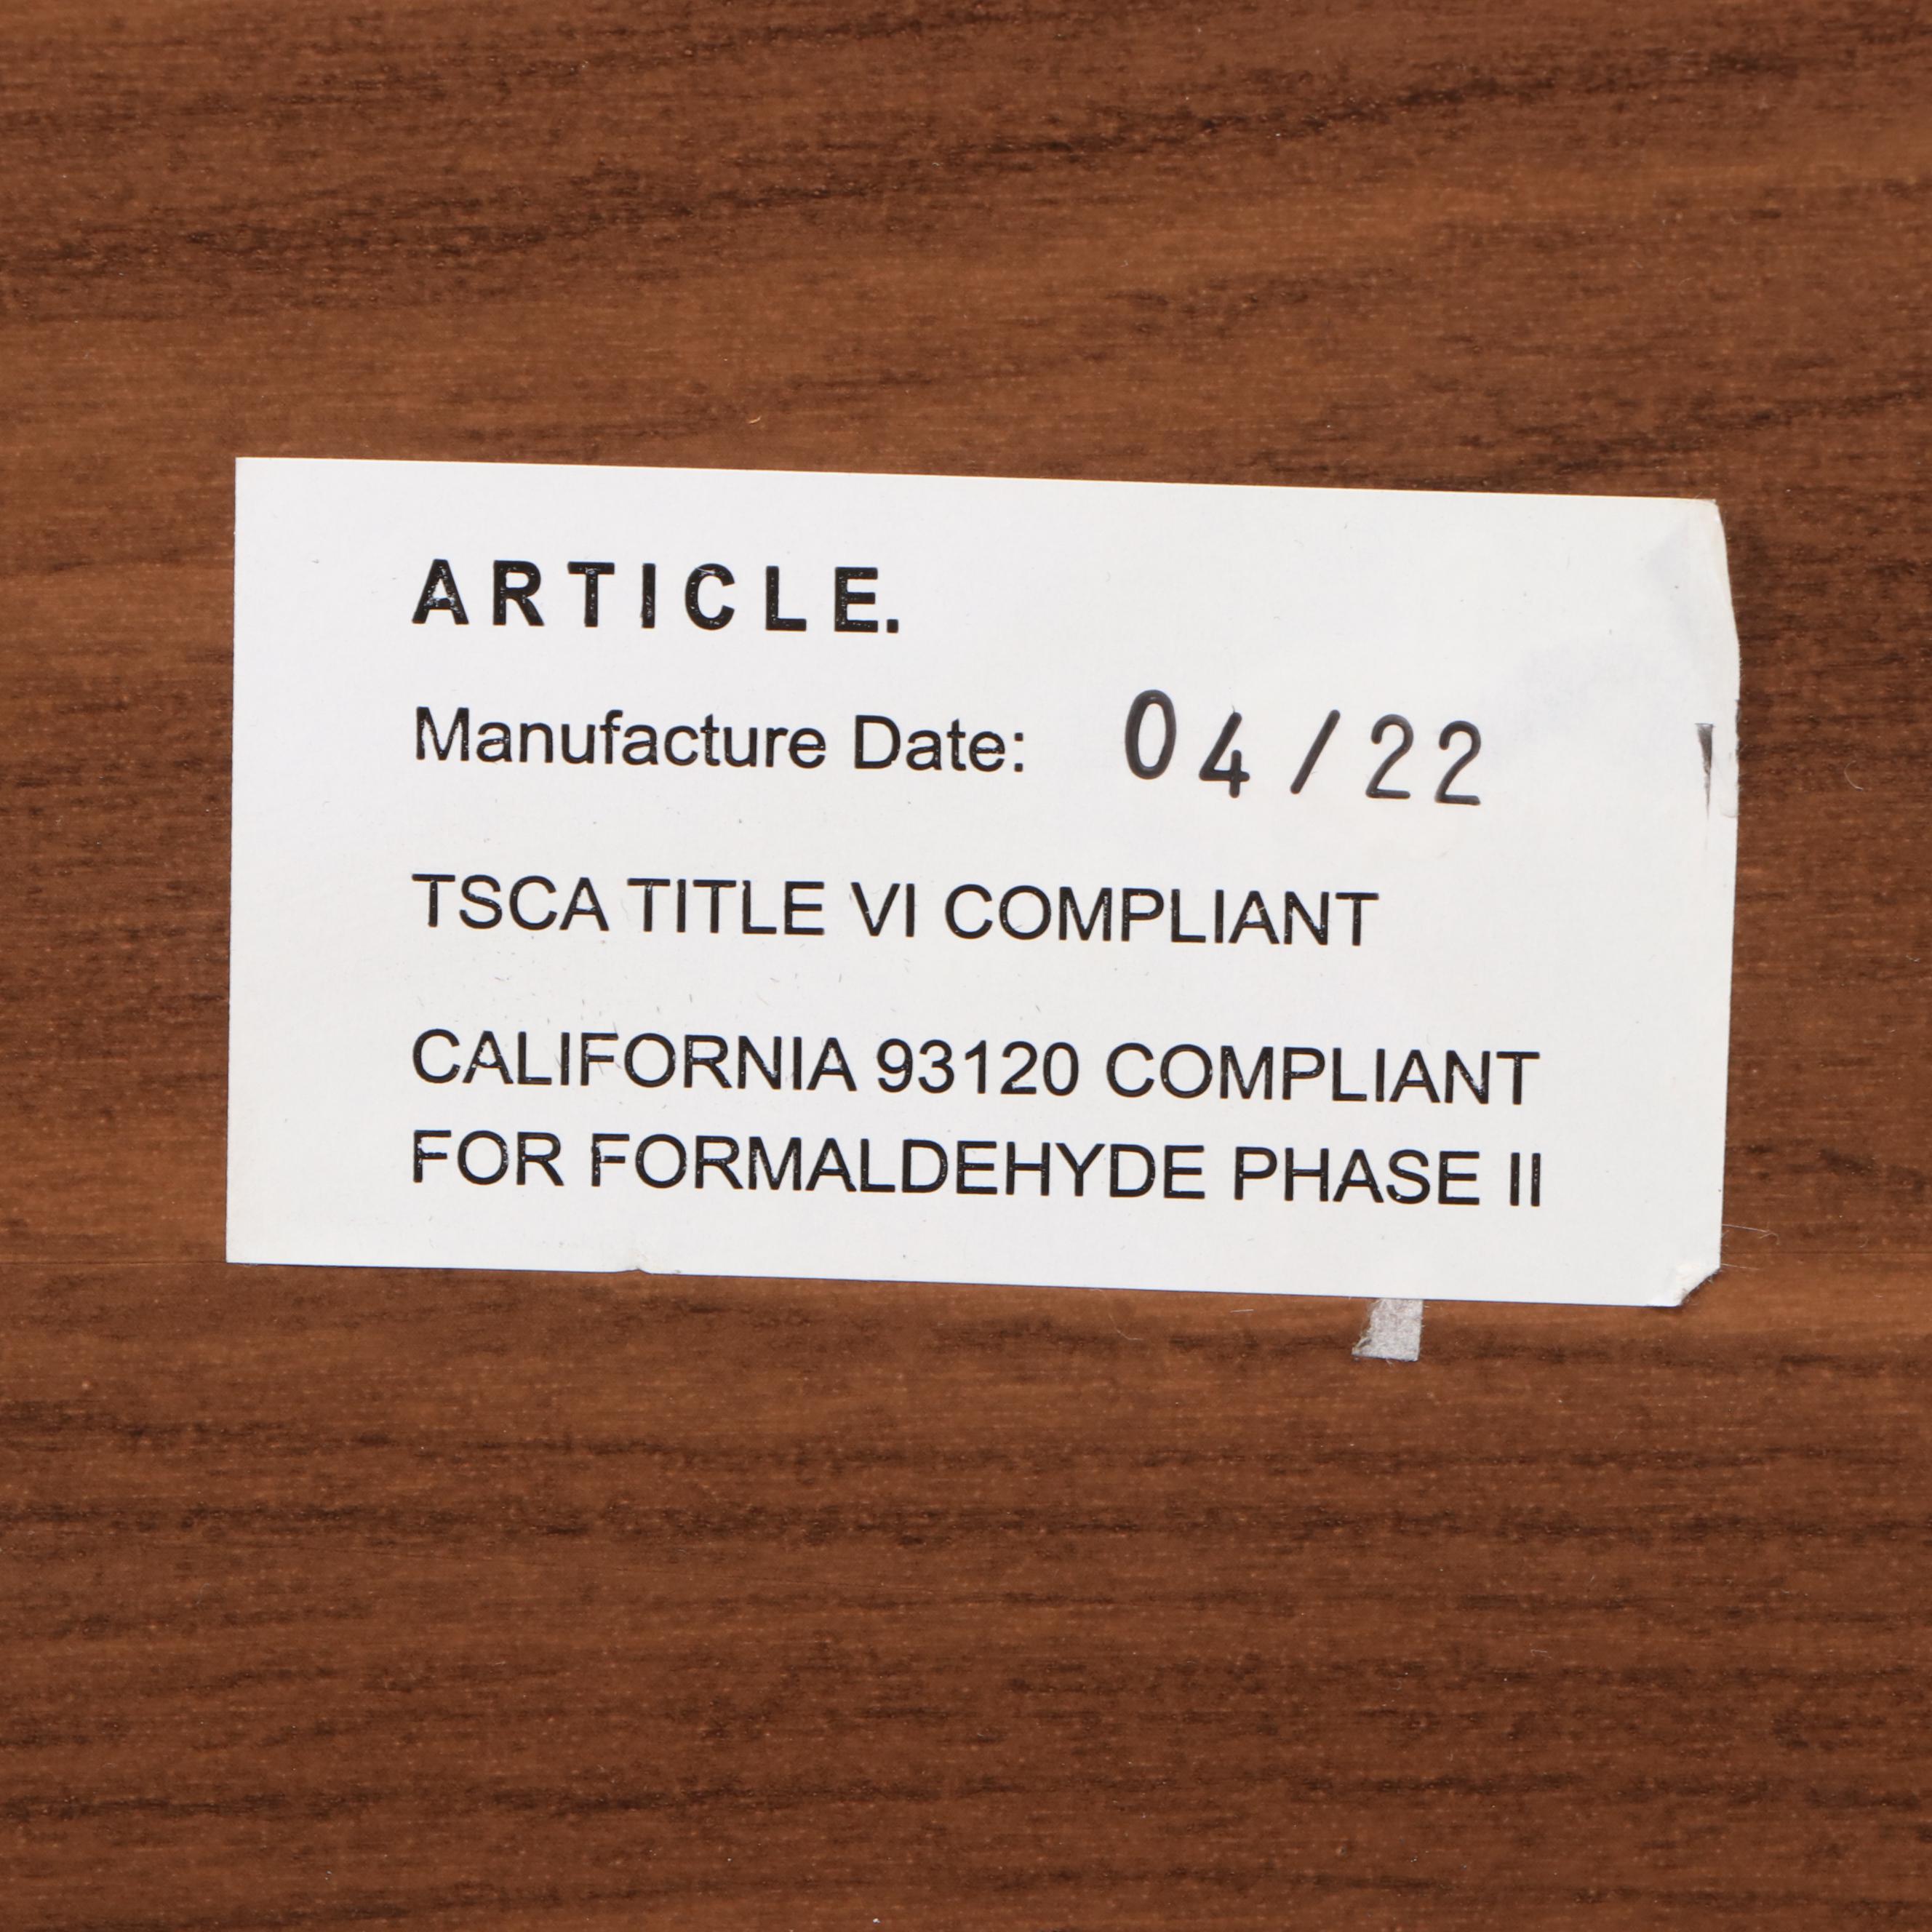 ARTICLE.
Manufacture Date: 04/22
TSCA TITLE VI COMPLIANT
CALIFORNIA 93120 COMPLIANT
FOR FORMALDEHYDE PHASE II